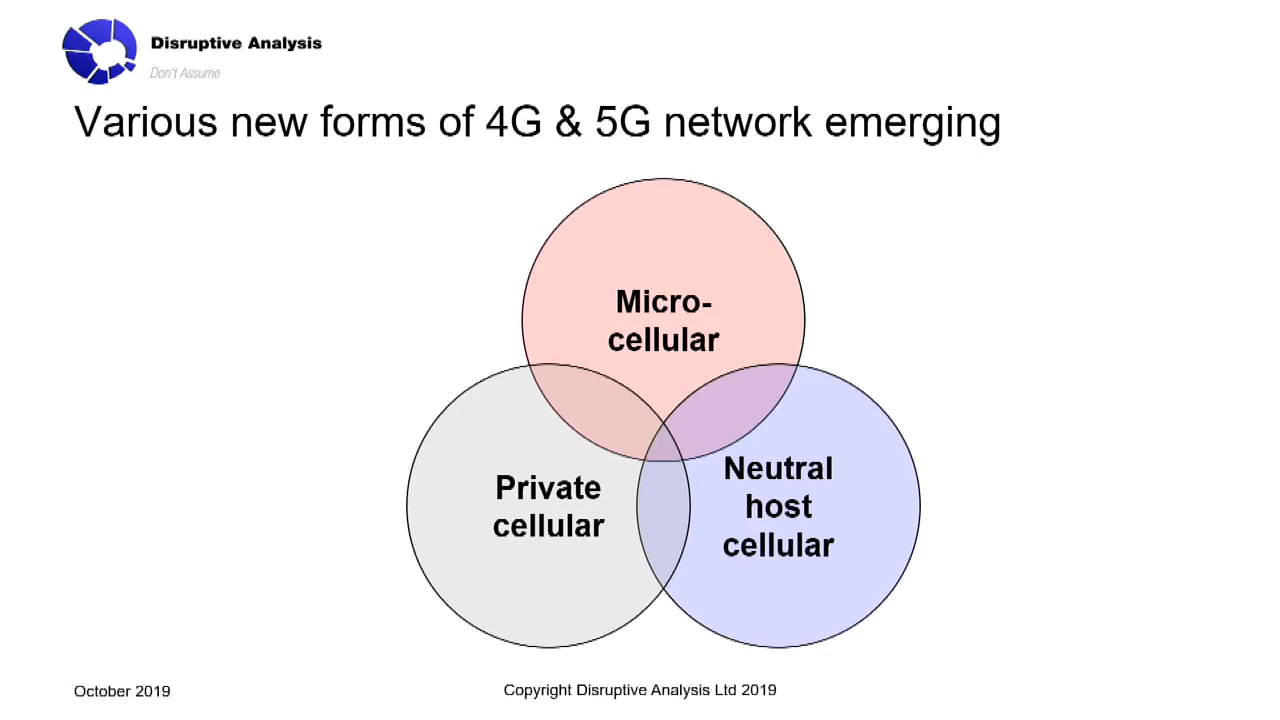 Disruptive Analysis
Don't Assume
Various new forms of 4G & 5G network emerging
Micro-
cellular
Private
cellular
Neutral
host
cellular
October 2019
Copyright Disruptive Analysis Ltd 2019